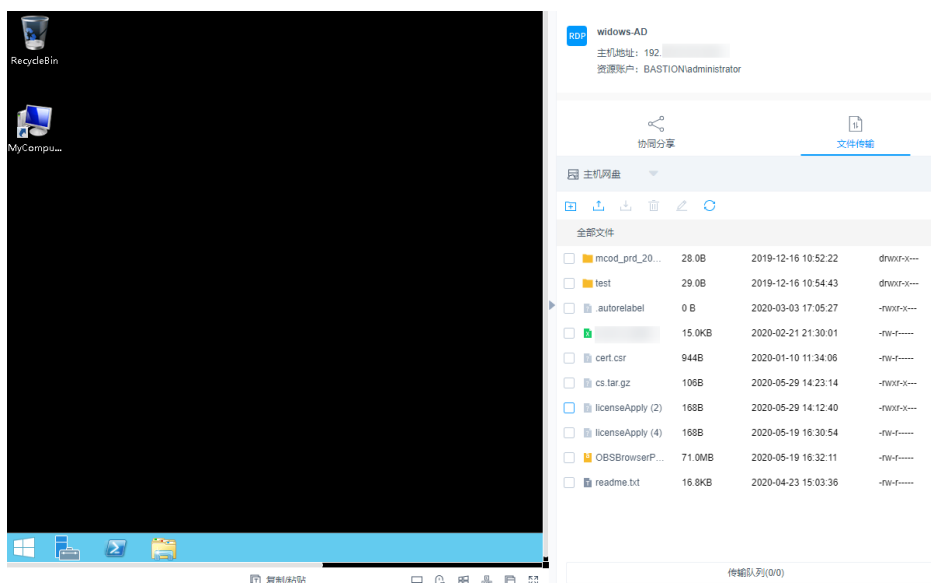 RecycleBin
MyCompu...
RDP
widows-AD
主机地址：192.
资源账户：BASTION\administrator
协同分享
文件传输
主机网盘
全部文件
mcod_prd_20... 28.0B 2019-12-16 10:52:22 drwxr-x---
test 29.0B 2019-12-16 10:54:43 drwxr-x---
.autorelabel 0 B 2020-03-03 17:05:27 -rwxr-x---
15.0KB 2020-02-21 21:30:01 -rw-r-----
cert.csr 944B 2020-01-10 11:34:06 -rw-r-----
cs.tar.gz 106B 2020-05-29 14:23:14 -rwxr-x---
licenseApply (2) 168B 2020-05-29 14:12:40 -rwxr-x---
licenseApply (4) 168B 2020-05-19 16:30:54 -rw-r-----
OBSBrowserP... 71.0MB 2020-05-19 16:32:11 -rw-r-----
readme.txt 16.8KB 2020-04-23 15:03:36 -rw-r-----
复制/粘贴
传输队列(0/0)